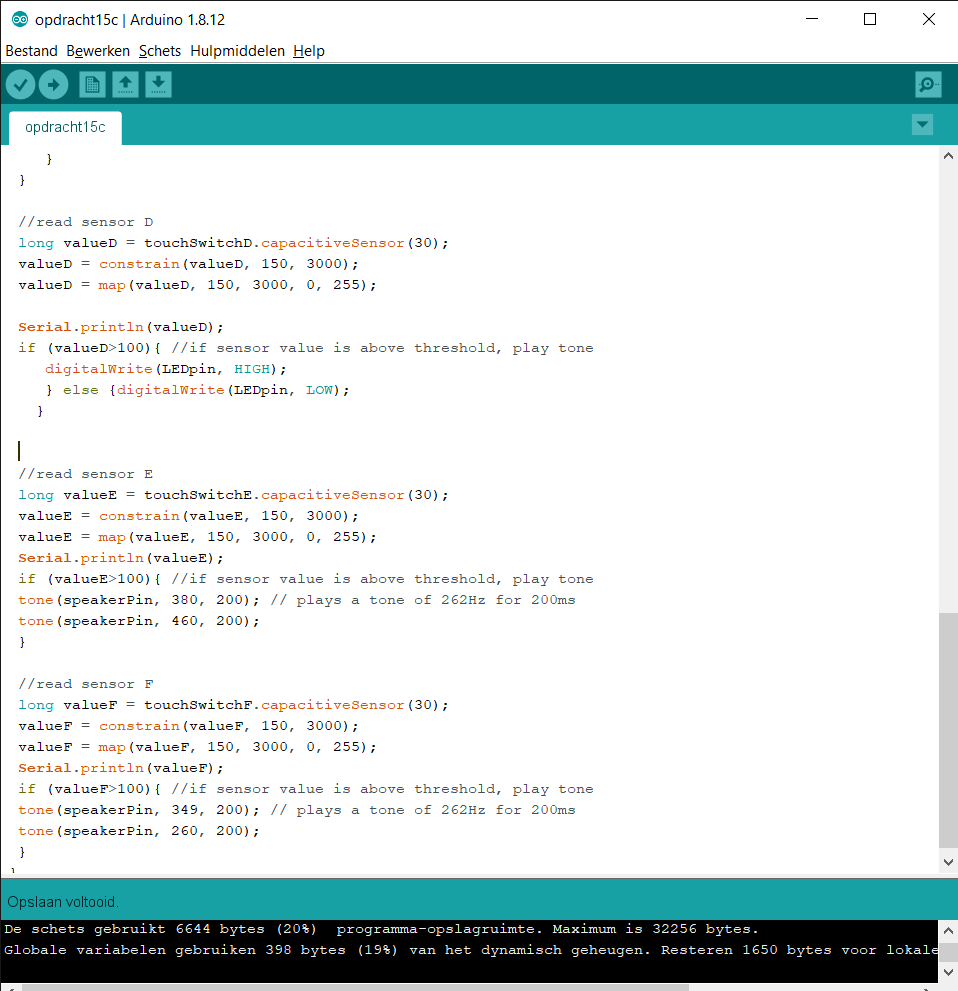 opdracht15c | Arduino 1.8.12
Bestand Bewerken Schets Hulpmiddelen Help
opdracht15c
}
}
//read sensor D
long valueD = touchSwitchD.capacitiveSensor(30);
valueD = constrain(valueD, 150, 3000);
valueD = map(valueD, 150, 3000, 0, 255);
Serial.println(valueD);
if (valueD>100){ //if sensor value is above threshold, play tone
digitalWrite(LEDpin, HIGH);
} else {digitalWrite(LEDpin, LOW);
}
//read sensor E
long valueE = touchSwitchE.capacitiveSensor(30);
valueE = constrain(valueE, 150, 3000);
valueE = map(valueE, 150, 3000, 0, 255);
Serial.println(valueE);
if (valueE>100){ //if sensor value is above threshold, play tone
tone(speakerPin, 380, 200); // plays a tone of 262Hz for 200ms
tone(speakerPin, 460, 200);
}
//read sensor F
long valueF = touchSwitchF.capacitiveSensor(30);
valueF = constrain(valueF, 150, 3000);
valueF = map(valueF, 150, 3000, 0, 255);
Serial.println(valueF);
if (valueF>100){ //if sensor value is above threshold, play tone
tone(speakerPin, 349, 200); // plays a tone of 262Hz for 200ms
tone(speakerPin, 260, 200);
}
Opslaan voltooid.
De schets gebruikt 6644 bytes (20%) programma-opslagruimte. Maximum is 32256 bytes.
Globale variabelen gebruiken 398 bytes (19%) van het dynamisch geheugen. Resteren 1650 bytes voor lokale